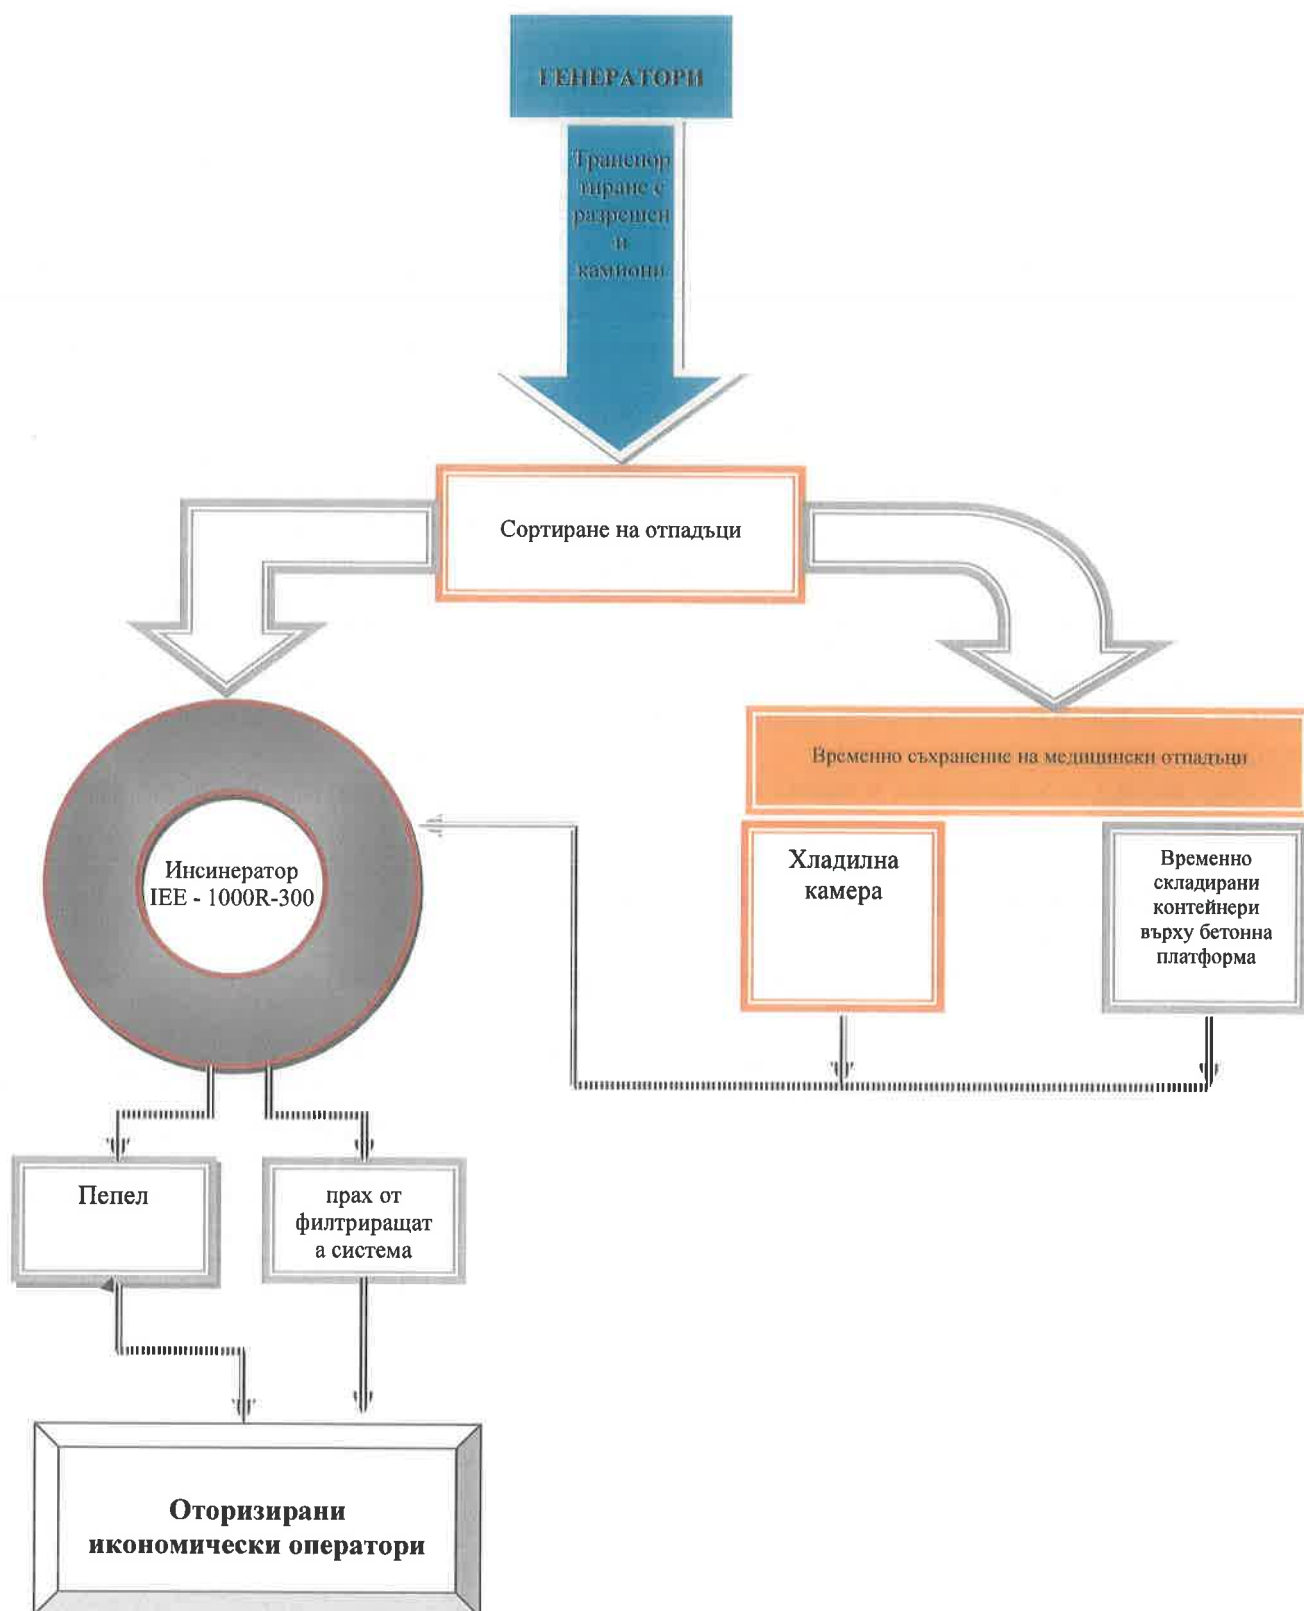 ГЕНЕРАТОРИ
Транспор
тиране с
разрешен
и
камиони
Сортиране на отпадъци
Временно съхранение на медицински отпадъци
Инсинератор
IEE - 1000R-300
Хладилна
камера
Временно
складирани
контейнери
върху бетонна
платформа
Пепел
прах от
филтриращат
а система
Оторизирани
икономически оператори